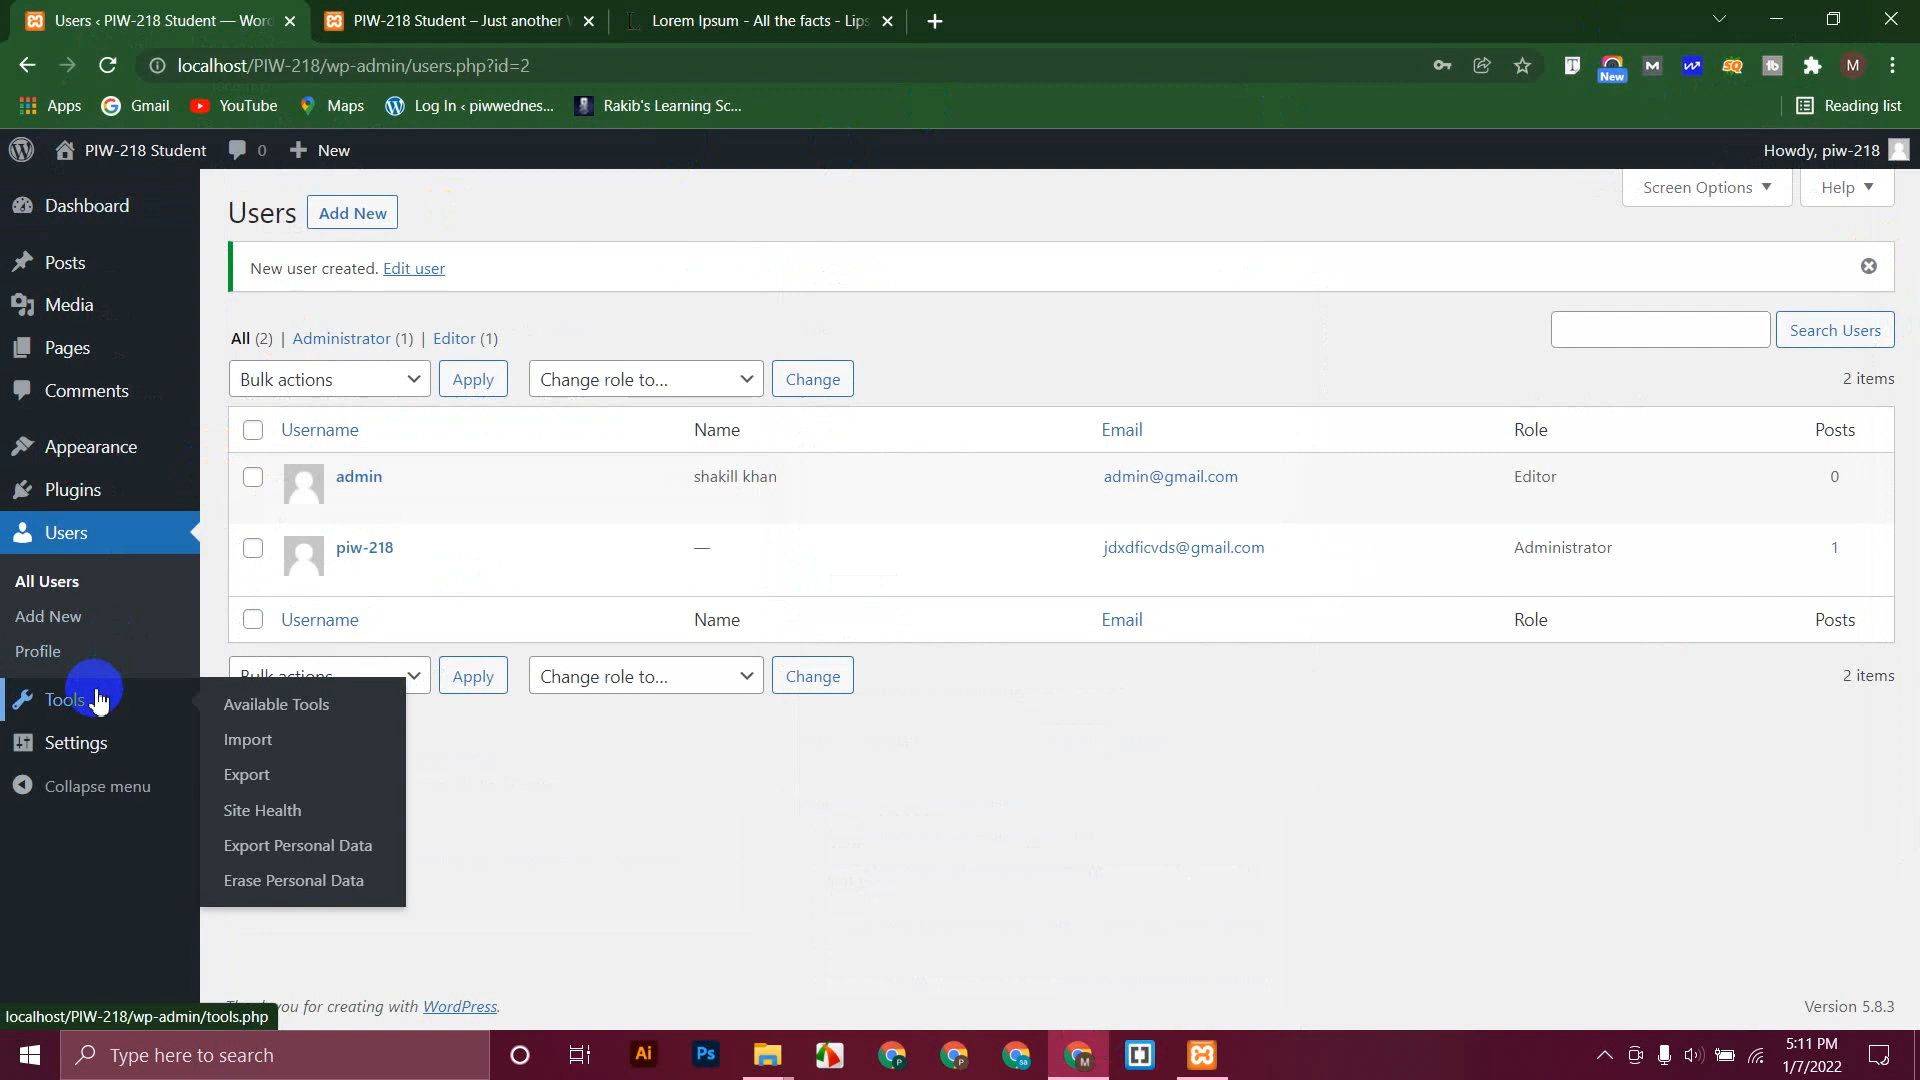 Users ‹ PIW-218 Student — Wor
PIW-218 Student – Just another
Lorem Ipsum - All the facts - Lips
localhost/PIW-218/wp-admin/users.php?id=2
New
M
Apps
Gmail
YouTube
Maps
Log In ‹ piwwednes...
Rakib's Learning Sc...
Reading list
PIW-218 Student
0
New
Howdy, piw-218
Dashboard
Posts
Media
Pages
Comments
Appearance
Plugins
Users
All Users
Add New
Profile
Tools
Settings
Collapse menu
Available Tools
Import
Export
Site Health
Export Personal Data
Erase Personal Data
Screen Options
Help
Users
Add New
New user created. Edit user
All (2) | Administrator (1) | Editor (1)
Search Users
Bulk actions
Apply
Change role to...
Change
2 items
Username Name Email Role Posts
admin shakill khan admin@gmail.com Editor 0
piw-218 — jdxdficvds@gmail.com Administrator 1
Username Name Email Role Posts
Bulk actions
Apply
Change role to...
Change
2 items
you for creating with WordPress.
Version 5.8.3
localhost/PIW-218/wp-admin/tools.php
Type here to search
Ai
Ps
5:11 PM
1/7/2022